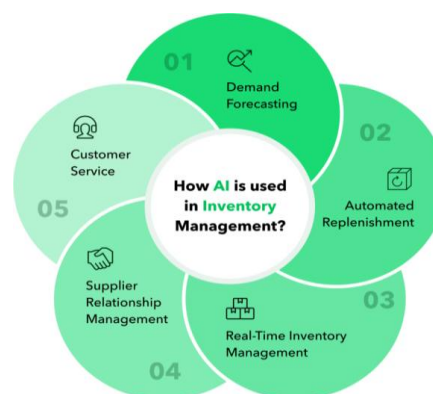 01
Demand
Forecasting
02
Automated
Replenishment
03
Real-Time Inventory
Management
04
Supplier
Relationship
Management
05
Customer
Service
How AI is used
in Inventory
Management?